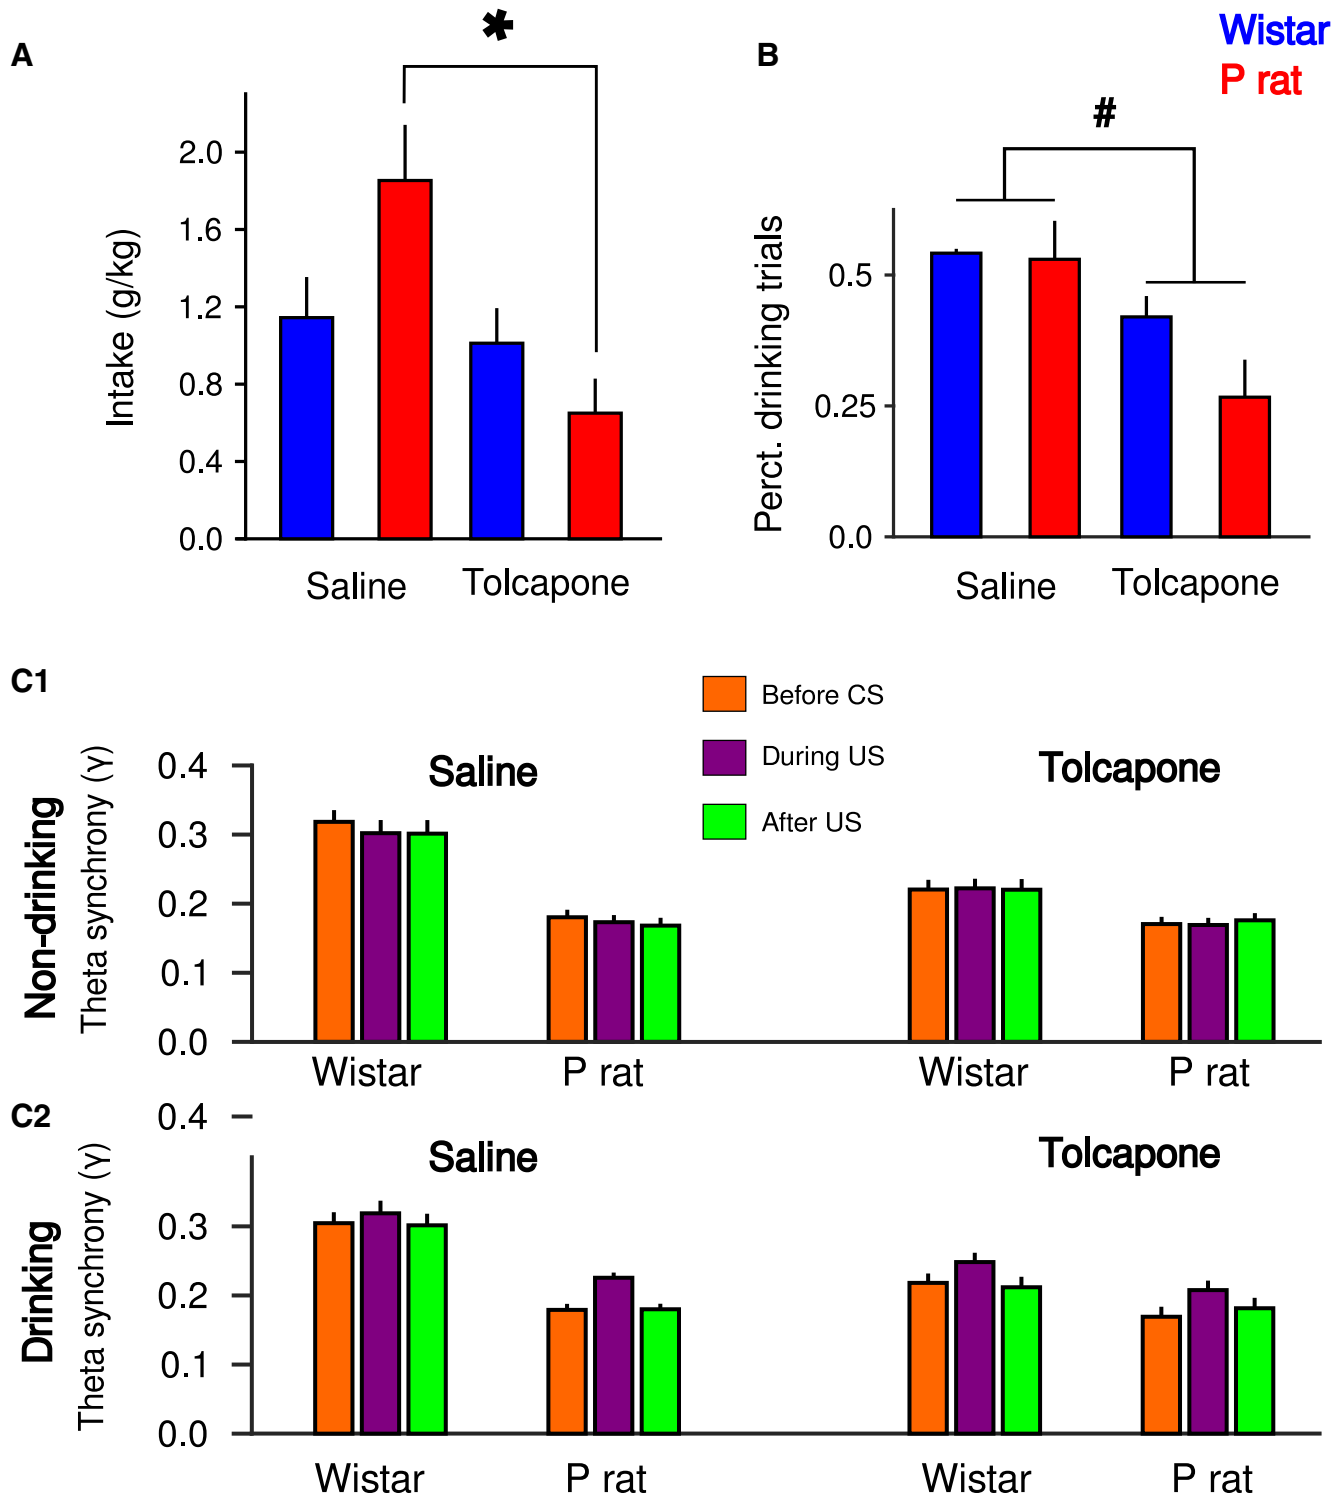 A
*
B
Wistar
P rat
#
Intake (g/kg)
2.0
1.6
1.2
0.8
0.4
0.0
Saline
Tolcapone
Perct. drinking trials
0.5
0.25
0.0
Saline
Tolcapone
C1
Before CS
During US
After US
Non-drinking
Theta synchrony (γ)
Saline
Tolcapone
0.4
0.3
0.2
0.1
0.0
Wistar
P rat
Wistar
P rat
C2
Drinking
Theta synchrony (γ)
Saline
Tolcapone
0.4
0.3
0.2
0.1
0.0
Wistar
P rat
Wistar
P rat